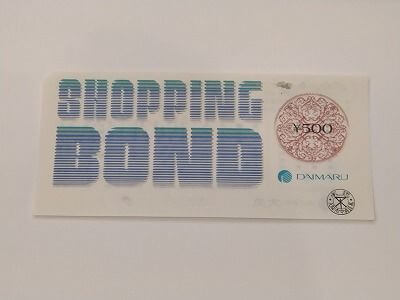 SHOPPING
BOND
¥500
DAIMARU